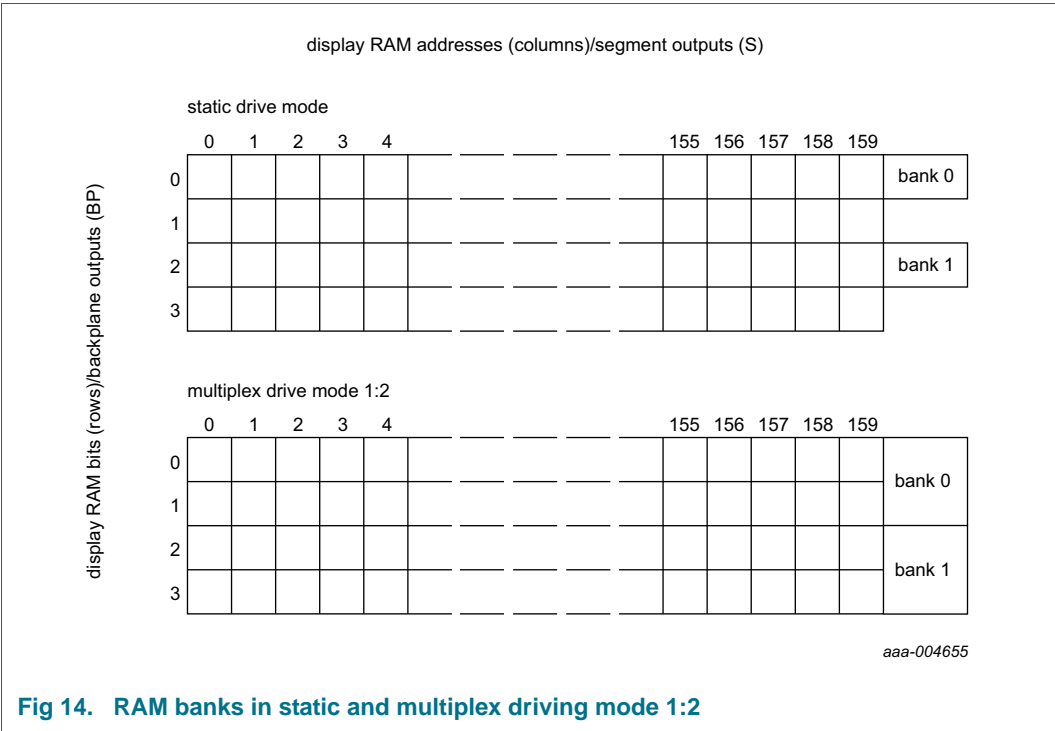 display RAM addresses (columns)/segment outputs (S)
display RAM bits (rows)/backplane outputs (BP)
static drive mode
0 1 2 3 4 155 156 157 158 159
0 bank 0
1
2 bank 1
3
multiplex drive mode 1:2
0 1 2 3 4 155 156 157 158 159
0
bank 0
1
2
bank 1
3
aaa-004655
Fig 14. RAM banks in static and multiplex driving mode 1:2